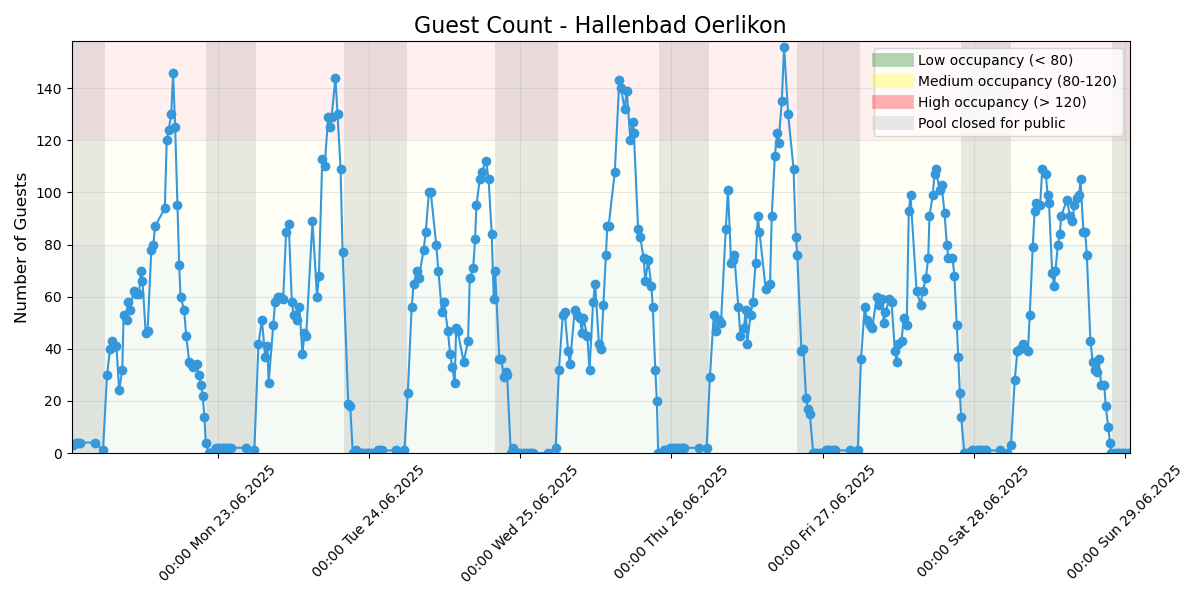 Guest Count - Hallenbad Oerlikon
Number of Guests
140
120
100
80
60
40
20
0
Low occupancy (< 80)
Medium occupancy (80-120)
High occupancy (> 120)
Pool closed for public
00:00 Mon 23.06.2025
00:00 Tue 24.06.2025
00:00 Wed 25.06.2025
00:00 Thu 26.06.2025
00:00 Fri 27.06.2025
00:00 Sat 28.06.2025
00:00 Sun 29.06.2025